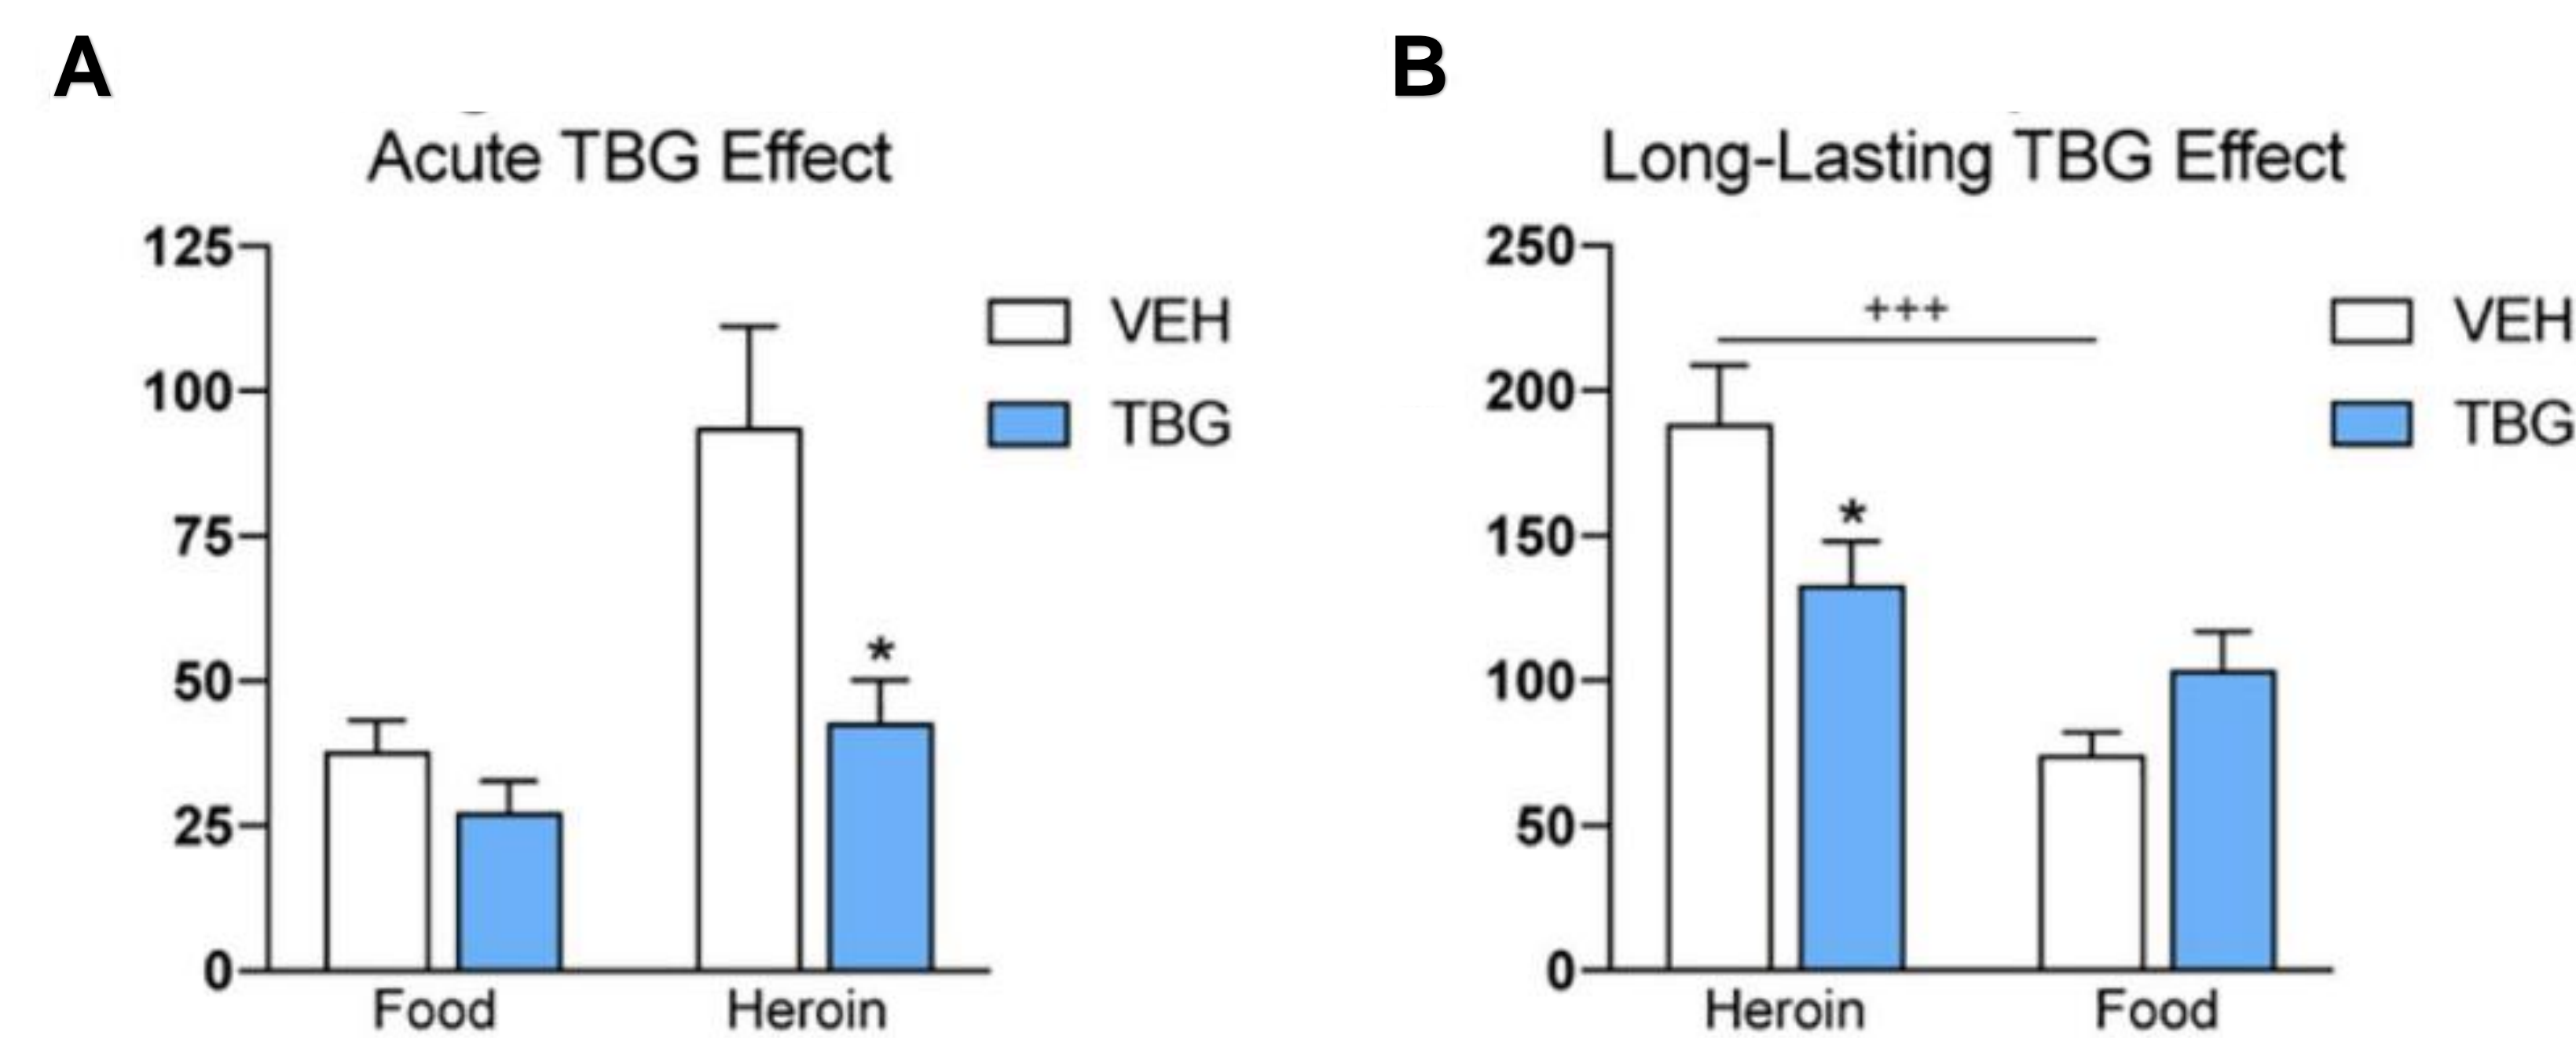 A
Acute TBG Effect
125
100
75
50
25
0
Food Heroin
VEH
TBG
*
B
Long-Lasting TBG Effect
250
200
150
100
50
0
Heroin Food
+++
*
VEH
TBG